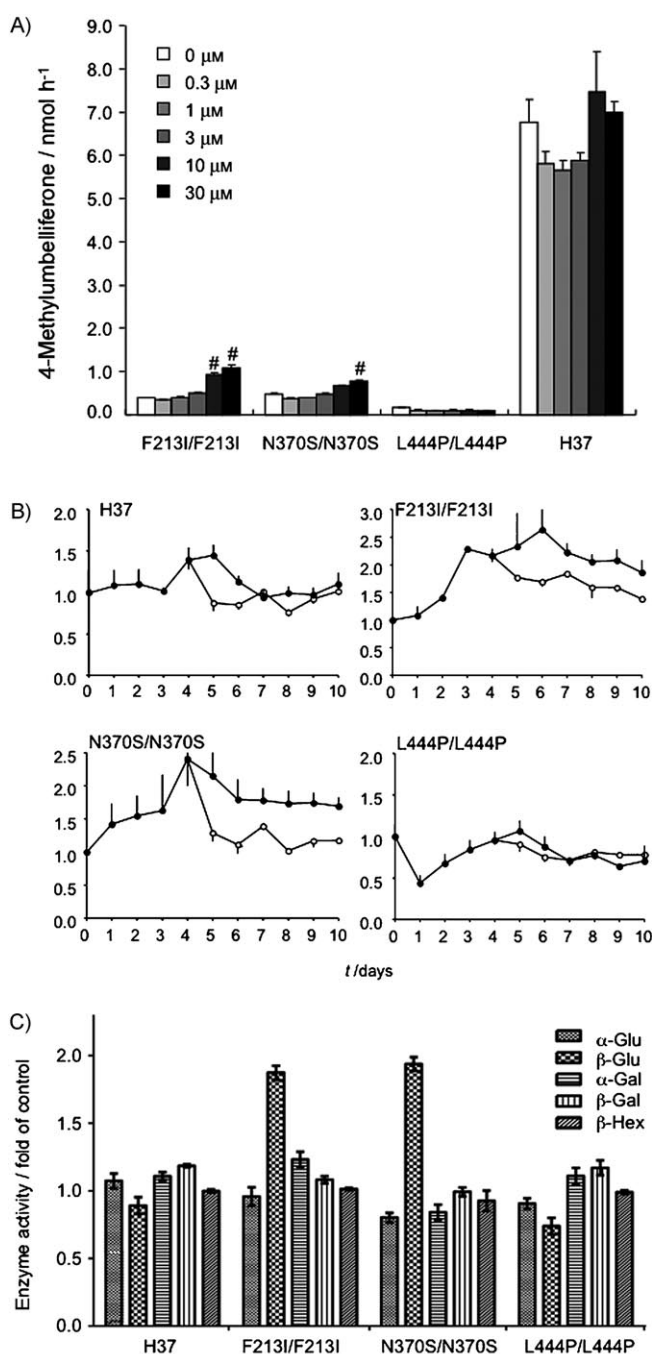 A)
4-Methylumbelliferone / nmol h⁻¹
9.0
8.0
7.0
6.0
5.0
4.0
3.0
2.0
1.0
0.0
0 μM
0.3 μM
1 μM
3 μM
10 μM
30 μM
# #
#
F213I/F213I N370S/N370S L444P/L444P H37
B)
H37
2.0
1.5
1.0
0.5
0.0
0 1 2 3 4 5 6 7 8 9 10
F213I/F213I
3.0
2.5
2.0
1.5
1.0
0.5
0.0
0 1 2 3 4 5 6 7 8 9 10
N370S/N370S
2.5
2.0
1.5
1.0
0.5
0.0
0 1 2 3 4 5 6 7 8 9 10
L444P/L444P
2.0
1.5
1.0
0.5
0.0
0 1 2 3 4 5 6 7 8 9 10
t /days
C)
Enzyme activity / fold of control
2.0
1.5
1.0
0.5
0.0
α-Glu
β-Glu
α-Gal
β-Gal
β-Hex
H37 F213I/F213I N370S/N370S L444P/L444P